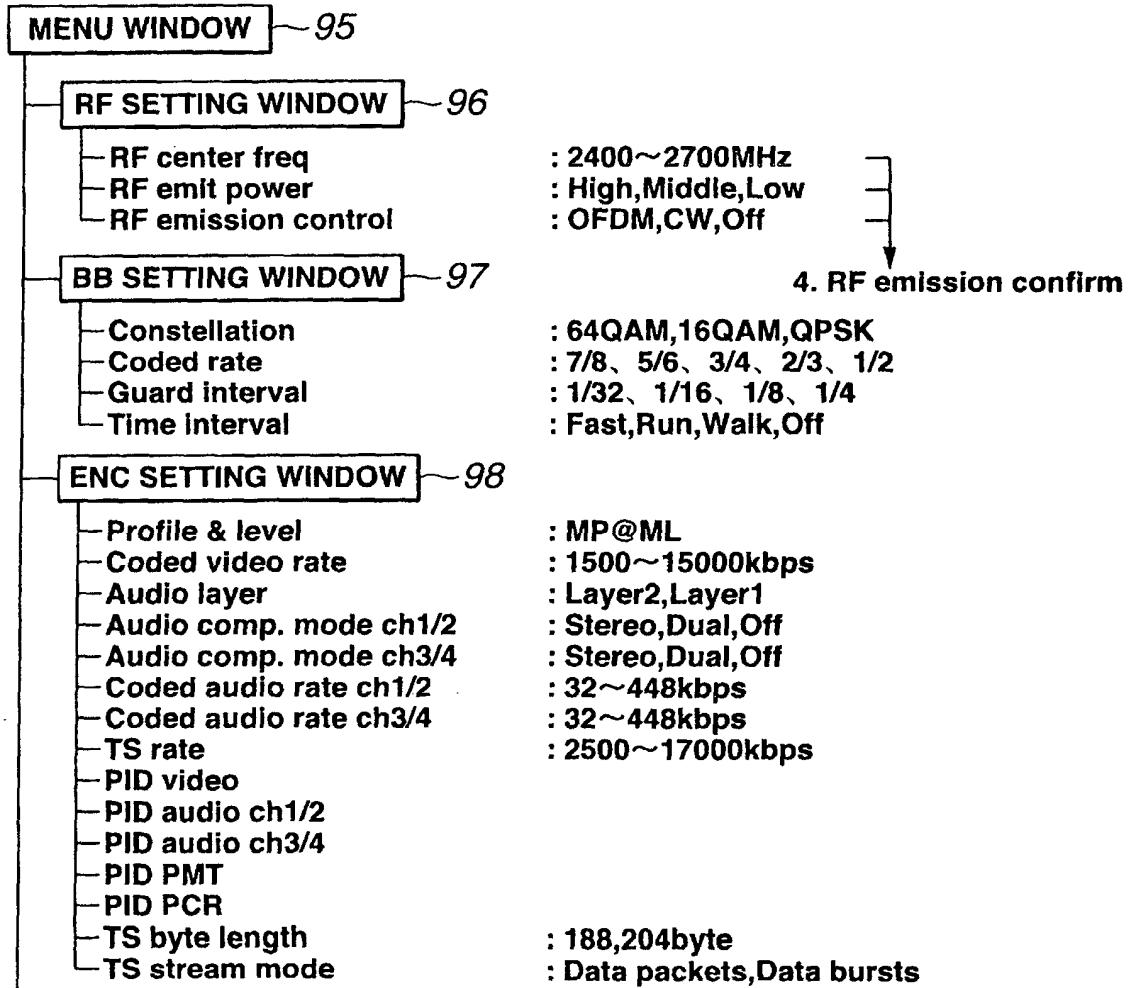 MENU WINDOW 95
RF SETTING WINDOW 96
RF center freq : 2400～2700MHz
RF emit power : High,Middle,Low
RF emission control : OFDM,CW,Off
4. RF emission confirm
BB SETTING WINDOW 97
Constellation : 64QAM,16QAM,QPSK
Coded rate : 7/8、5/6、3/4、2/3、1/2
Guard interval : 1/32、1/16、1/8、1/4
Time interval : Fast,Run,Walk,Off
ENC SETTING WINDOW 98
Profile & level : MP@ML
Coded video rate : 1500～15000kbps
Audio layer : Layer2,Layer1
Audio comp. mode ch1/2 : Stereo,Dual,Off
Audio comp. mode ch3/4 : Stereo,Dual,Off
Coded audio rate ch1/2 : 32～448kbps
Coded audio rate ch3/4 : 32～448kbps
TS rate : 2500～17000kbps
PID video
PID audio ch1/2
PID audio ch3/4
PID PMT
PID PCR
TS byte length : 188,204byte
TS stream mode : Data packets,Data bursts